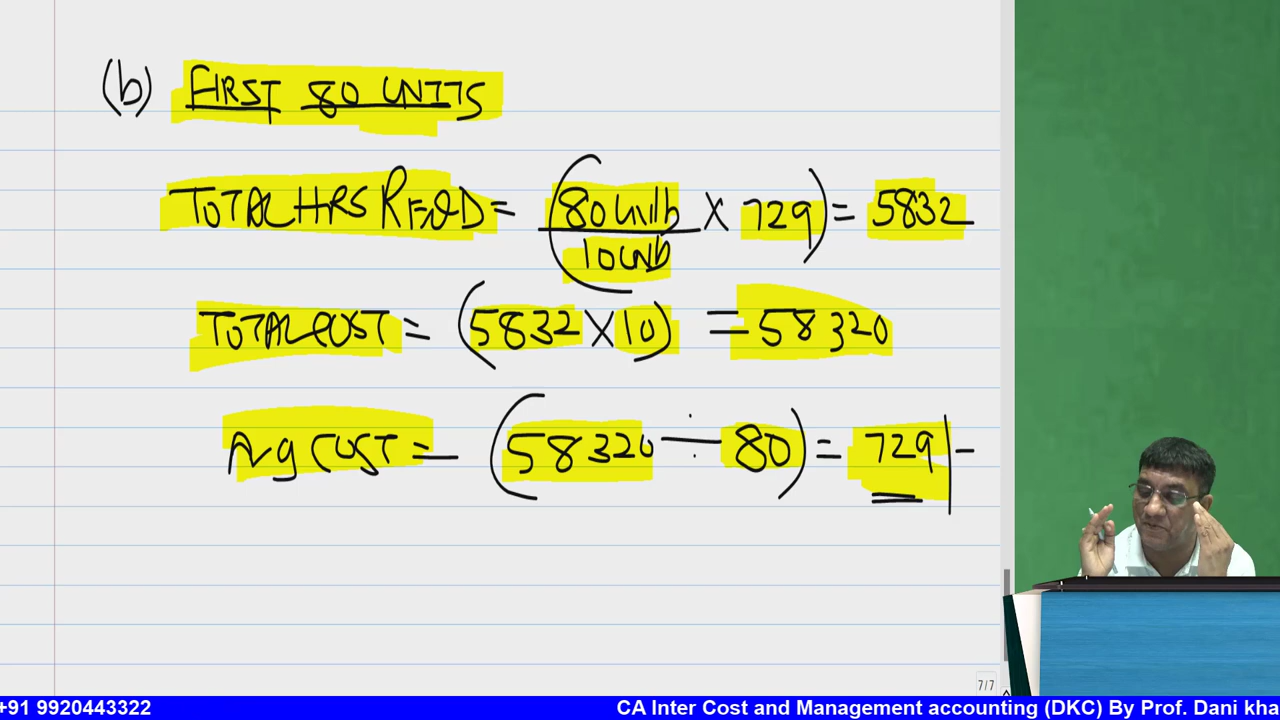 (b) FIRST 80 UNITS
TOTAL HRS REQD = (80 units / 10 units × 729) = 5832
TOTAL COST = (5832 × 10) = 58320
Avg COST = (58320 ÷ 80) = 729/-
7/7
+91 9920443322 CA Inter Cost and Management accounting (DKC) By Prof. Dani kha